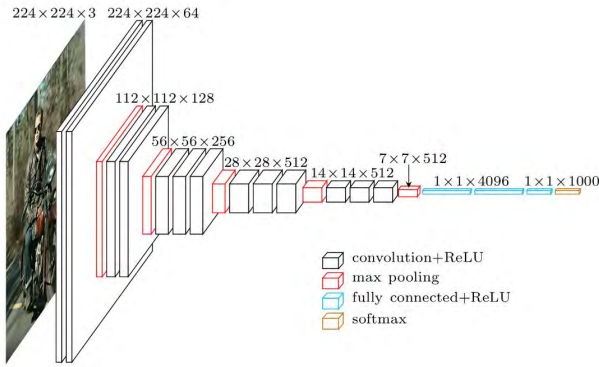 224×224×3
224×224×64
112×112×128
56×56×256
28×28×512
14×14×512
7×7×512
1×1×4096
1×1×1000
convolution+ReLU
max pooling
fully connected+ReLU
softmax